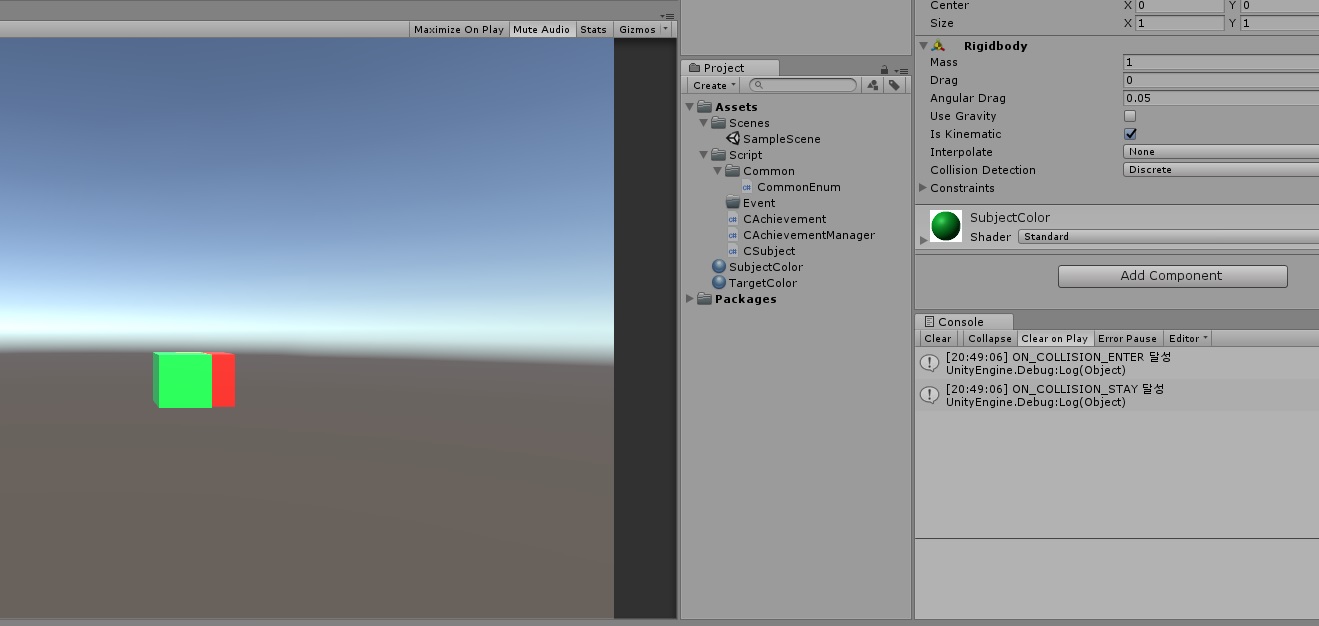 Maximize On Play Mute Audio Stats Gizmos
Project
Create
Assets
Scenes
SampleScene
Script
Common
CommonEnum
Event
CAchievement
CAchievementManager
CSubject
SubjectColor
TargetColor
Packages
Center X 0 Y 0
Size X 1 Y 1
Rigidbody
Mass 1
Drag 0
Angular Drag 0.05
Use Gravity
Is Kinematic
Interpolate None
Collision Detection Discrete
Constraints
SubjectColor
Shader Standard
Add Component
Console
Clear Collapse Clear on Play Error Pause Editor
[20:49:06] ON_COLLISION_ENTER 달성
UnityEngine.Debug:Log(Object)
[20:49:06] ON_COLLISION_STAY 달성
UnityEngine.Debug:Log(Object)